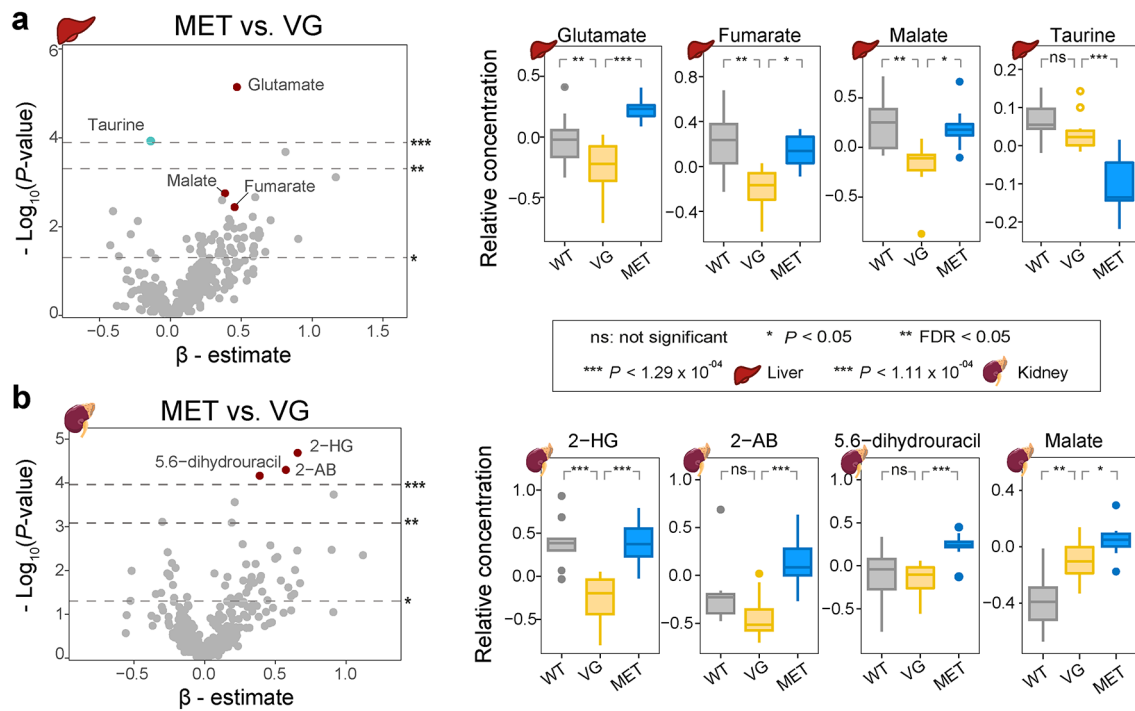 a
MET vs. VG
- Log10(P-value)
6
4
2
0
Glutamate
Taurine
***
**
Malate
Fumarate
*
−0.5
0.0
0.5
1.0
1.5
β - estimate
Relative concentration
Glutamate
** ***
0.5
0.0
−0.5
WT VG MET
Fumarate
** *
0.8
0.4
0.0
−0.4
WT VG MET
Malate
** *
0.5
0.0
−0.5
WT VG MET
Taurine
ns ***
0.2
0.1
0.0
−0.1
−0.2
WT VG MET
ns: not significant * P < 0.05 ** FDR < 0.05
*** P < 1.29 x 10-04 Liver *** P < 1.11 x 10-04 Kidney
b
MET vs. VG
- Log10(P-value)
5
4
3
2
1
0
2−HG
5.6−dihydrouracil
2−AB
***
**
*
−0.5
0.0
0.5
1.0
β - estimate
Relative concentration
2−HG
*** ***
1.0
0.5
0.0
−0.5
WT VG MET
2−AB
ns ***
1.0
0.5
0.0
−0.5
WT VG MET
5.6−dihydrouracil
ns ***
1.0
0.5
0.0
−0.5
WT VG MET
Malate
** *
0.4
0.0
−0.4
WT VG MET